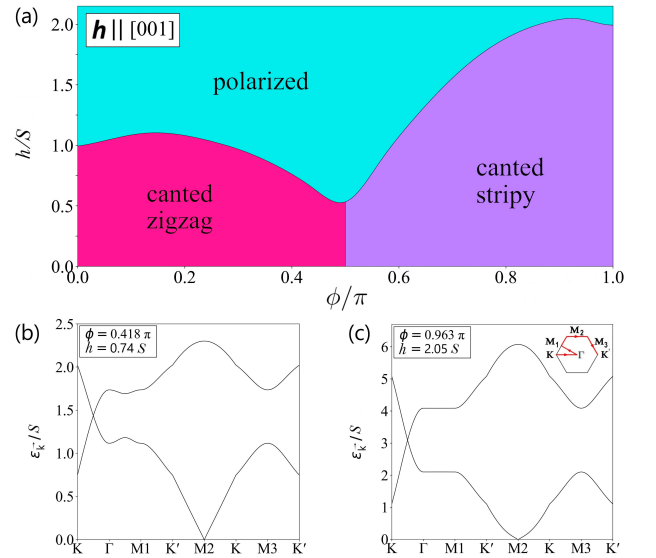 (a)
h || [001]
polarized
canted
zigzag
canted
stripy
h/S
2.0
1.5
1.0
0.5
0.0
0.0
0.2
0.4
0.6
0.8
1.0
ϕ/π
(b)
ϕ = 0.418 π
h = 0.74 S
ε_k⃗/S
2.5
2.0
1.5
1.0
0.5
0.0
K
Γ
M1
K′
M2
K
M3
K′
(c)
ϕ = 0.963 π
h = 2.05 S
M₂
M₁
M₃
K
Γ
K′
ε_k⃗/S
6
5
4
3
2
1
0
K
Γ
M1
K′
M2
K
M3
K′